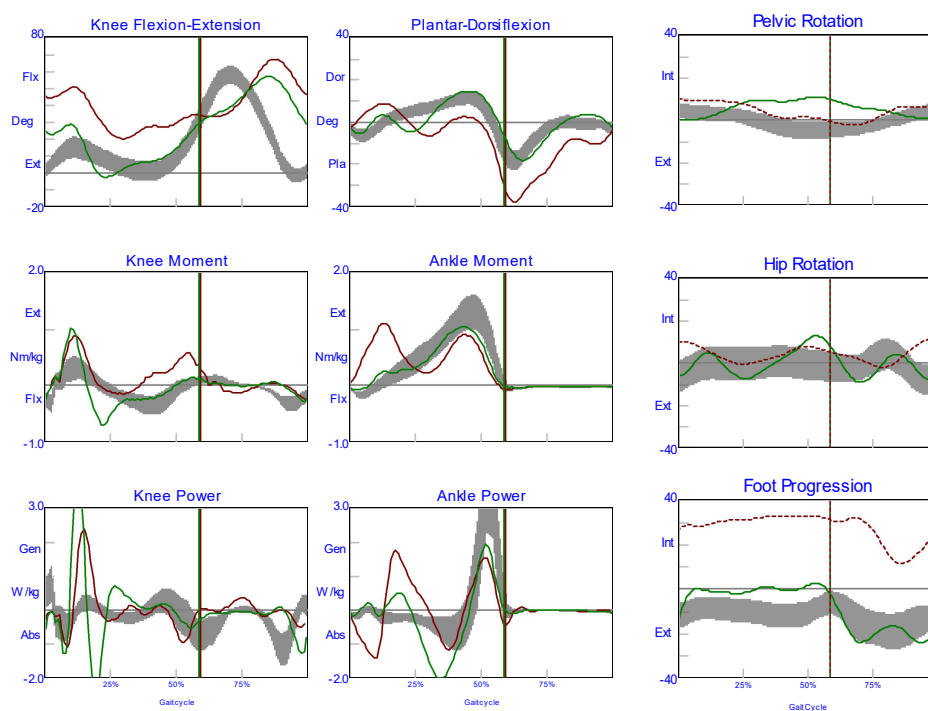 Knee Flexion-Extension
80
Flx
Deg
Ext
-20
Plantar-Dorsiflexion
40
Dor
Deg
Pla
-40
Pelvic Rotation
40
Int
Ext
-40
Knee Moment
2.0
Ext
Nm/kg
Flx
-1.0
Ankle Moment
2.0
Ext
Nm/kg
Flx
-1.0
Hip Rotation
40
Int
Ext
-40
Knee Power
3.0
Gen
W/kg
Abs
-2.0
25% 50% 75%
Gaitcycle
Ankle Power
3.0
Gen
W/kg
Abs
-2.0
25% 50% 75%
Gaitcycle
Foot Progression
40
Int
Ext
-40
25% 50% 75%
GaitCycle